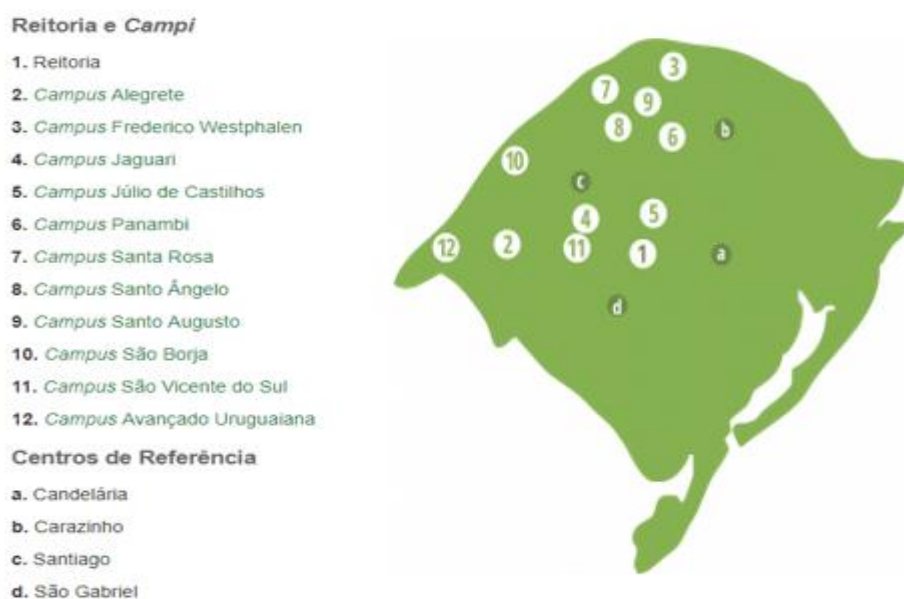 Reitoria e Campi
1. Reitoria
2. Campus Alegrete
3. Campus Frederico Westphalen
4. Campus Jaguari
5. Campus Júlio de Castilhos
6. Campus Panambi
7. Campus Santa Rosa
8. Campus Santo Ângelo
9. Campus Santo Augusto
10. Campus São Borja
11. Campus São Vicente do Sul
12. Campus Avançado Uruguaiana
Centros de Referência
a. Candelária
b. Carazinho
c. Santiago
d. São Gabriel
3
7
9
8
6
b
10
c
4
5
12
2
11
1
a
d